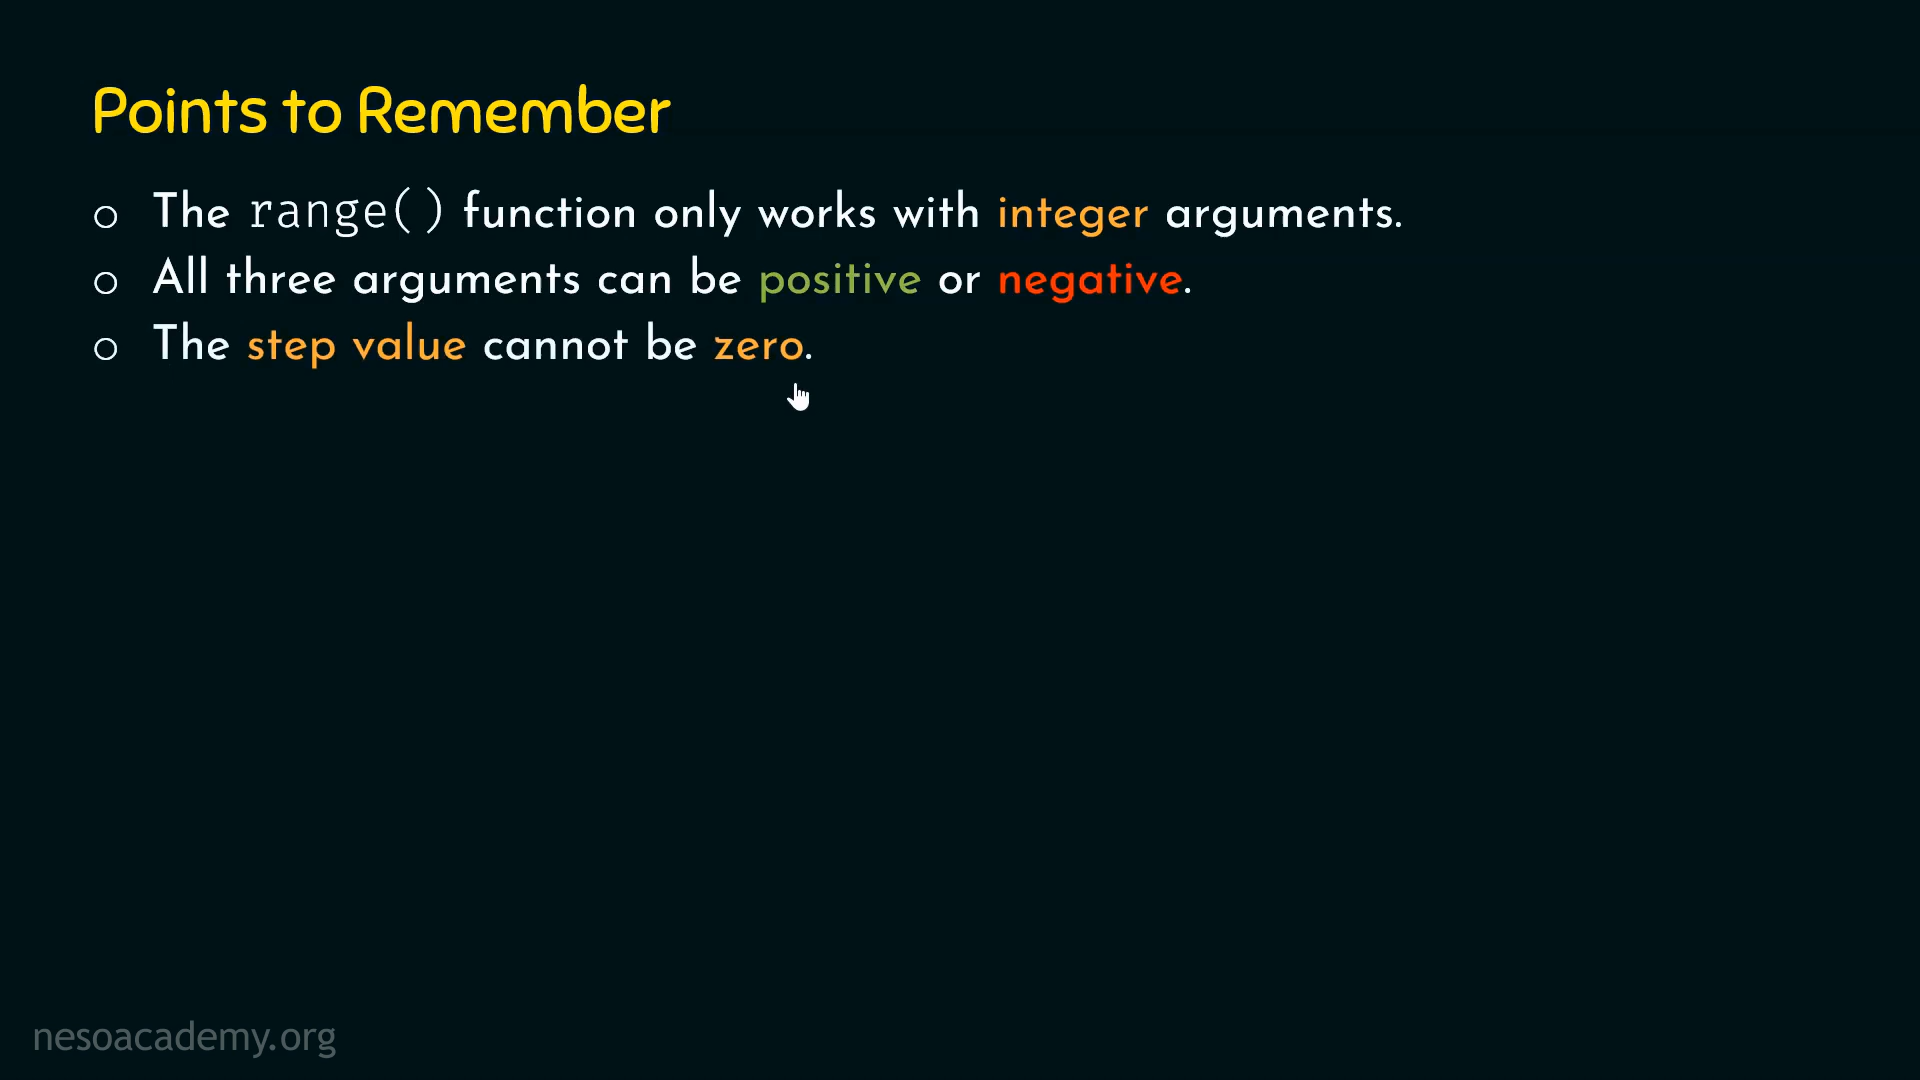 Points to Remember
○ The range() function only works with integer arguments.
○ All three arguments can be positive or negative.
○ The step value cannot be zero.
nesoacademy.org